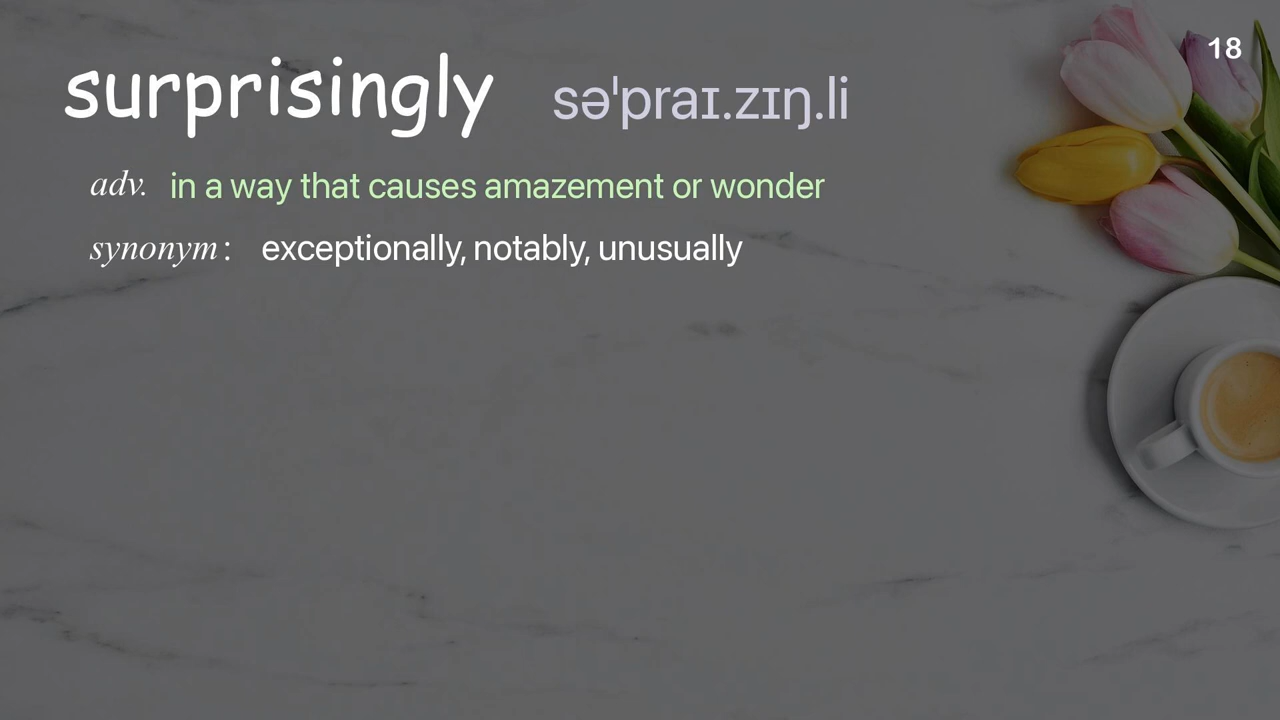 18
surprisingly səˈpraɪ.zɪŋ.li
adv. in a way that causes amazement or wonder
synonym : exceptionally, notably, unusually